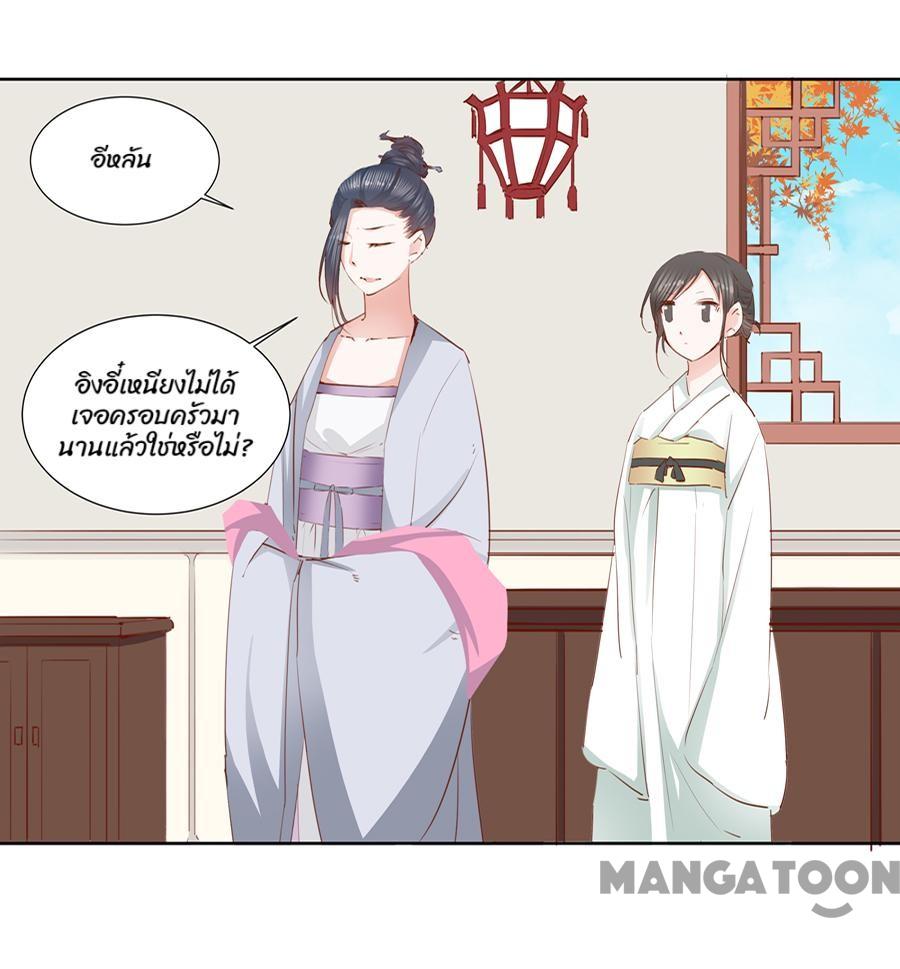 อีหลัน
อิงอี๋เหนียงไม่ได้
เจอครอบครัวมา
นานแล้วใช่หรือไม่?
MANGATOON